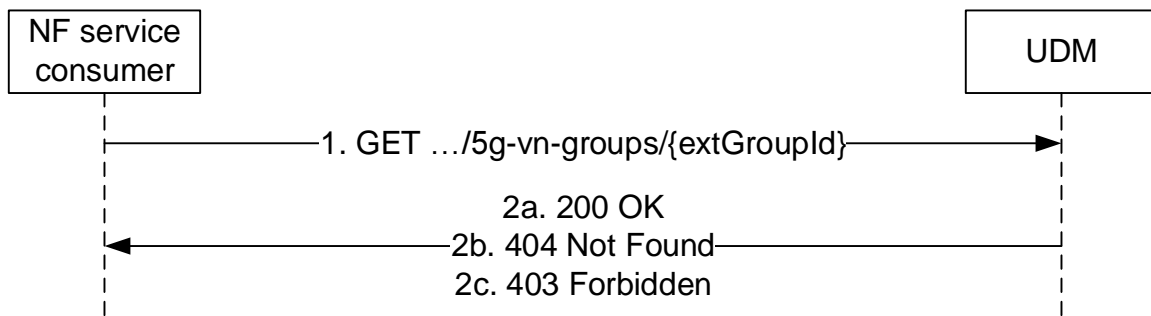 NF service
consumer
UDM
1. GET …/5g-vn-groups/{extGroupId}
2a. 200 OK
2b. 404 Not Found
2c. 403 Forbidden